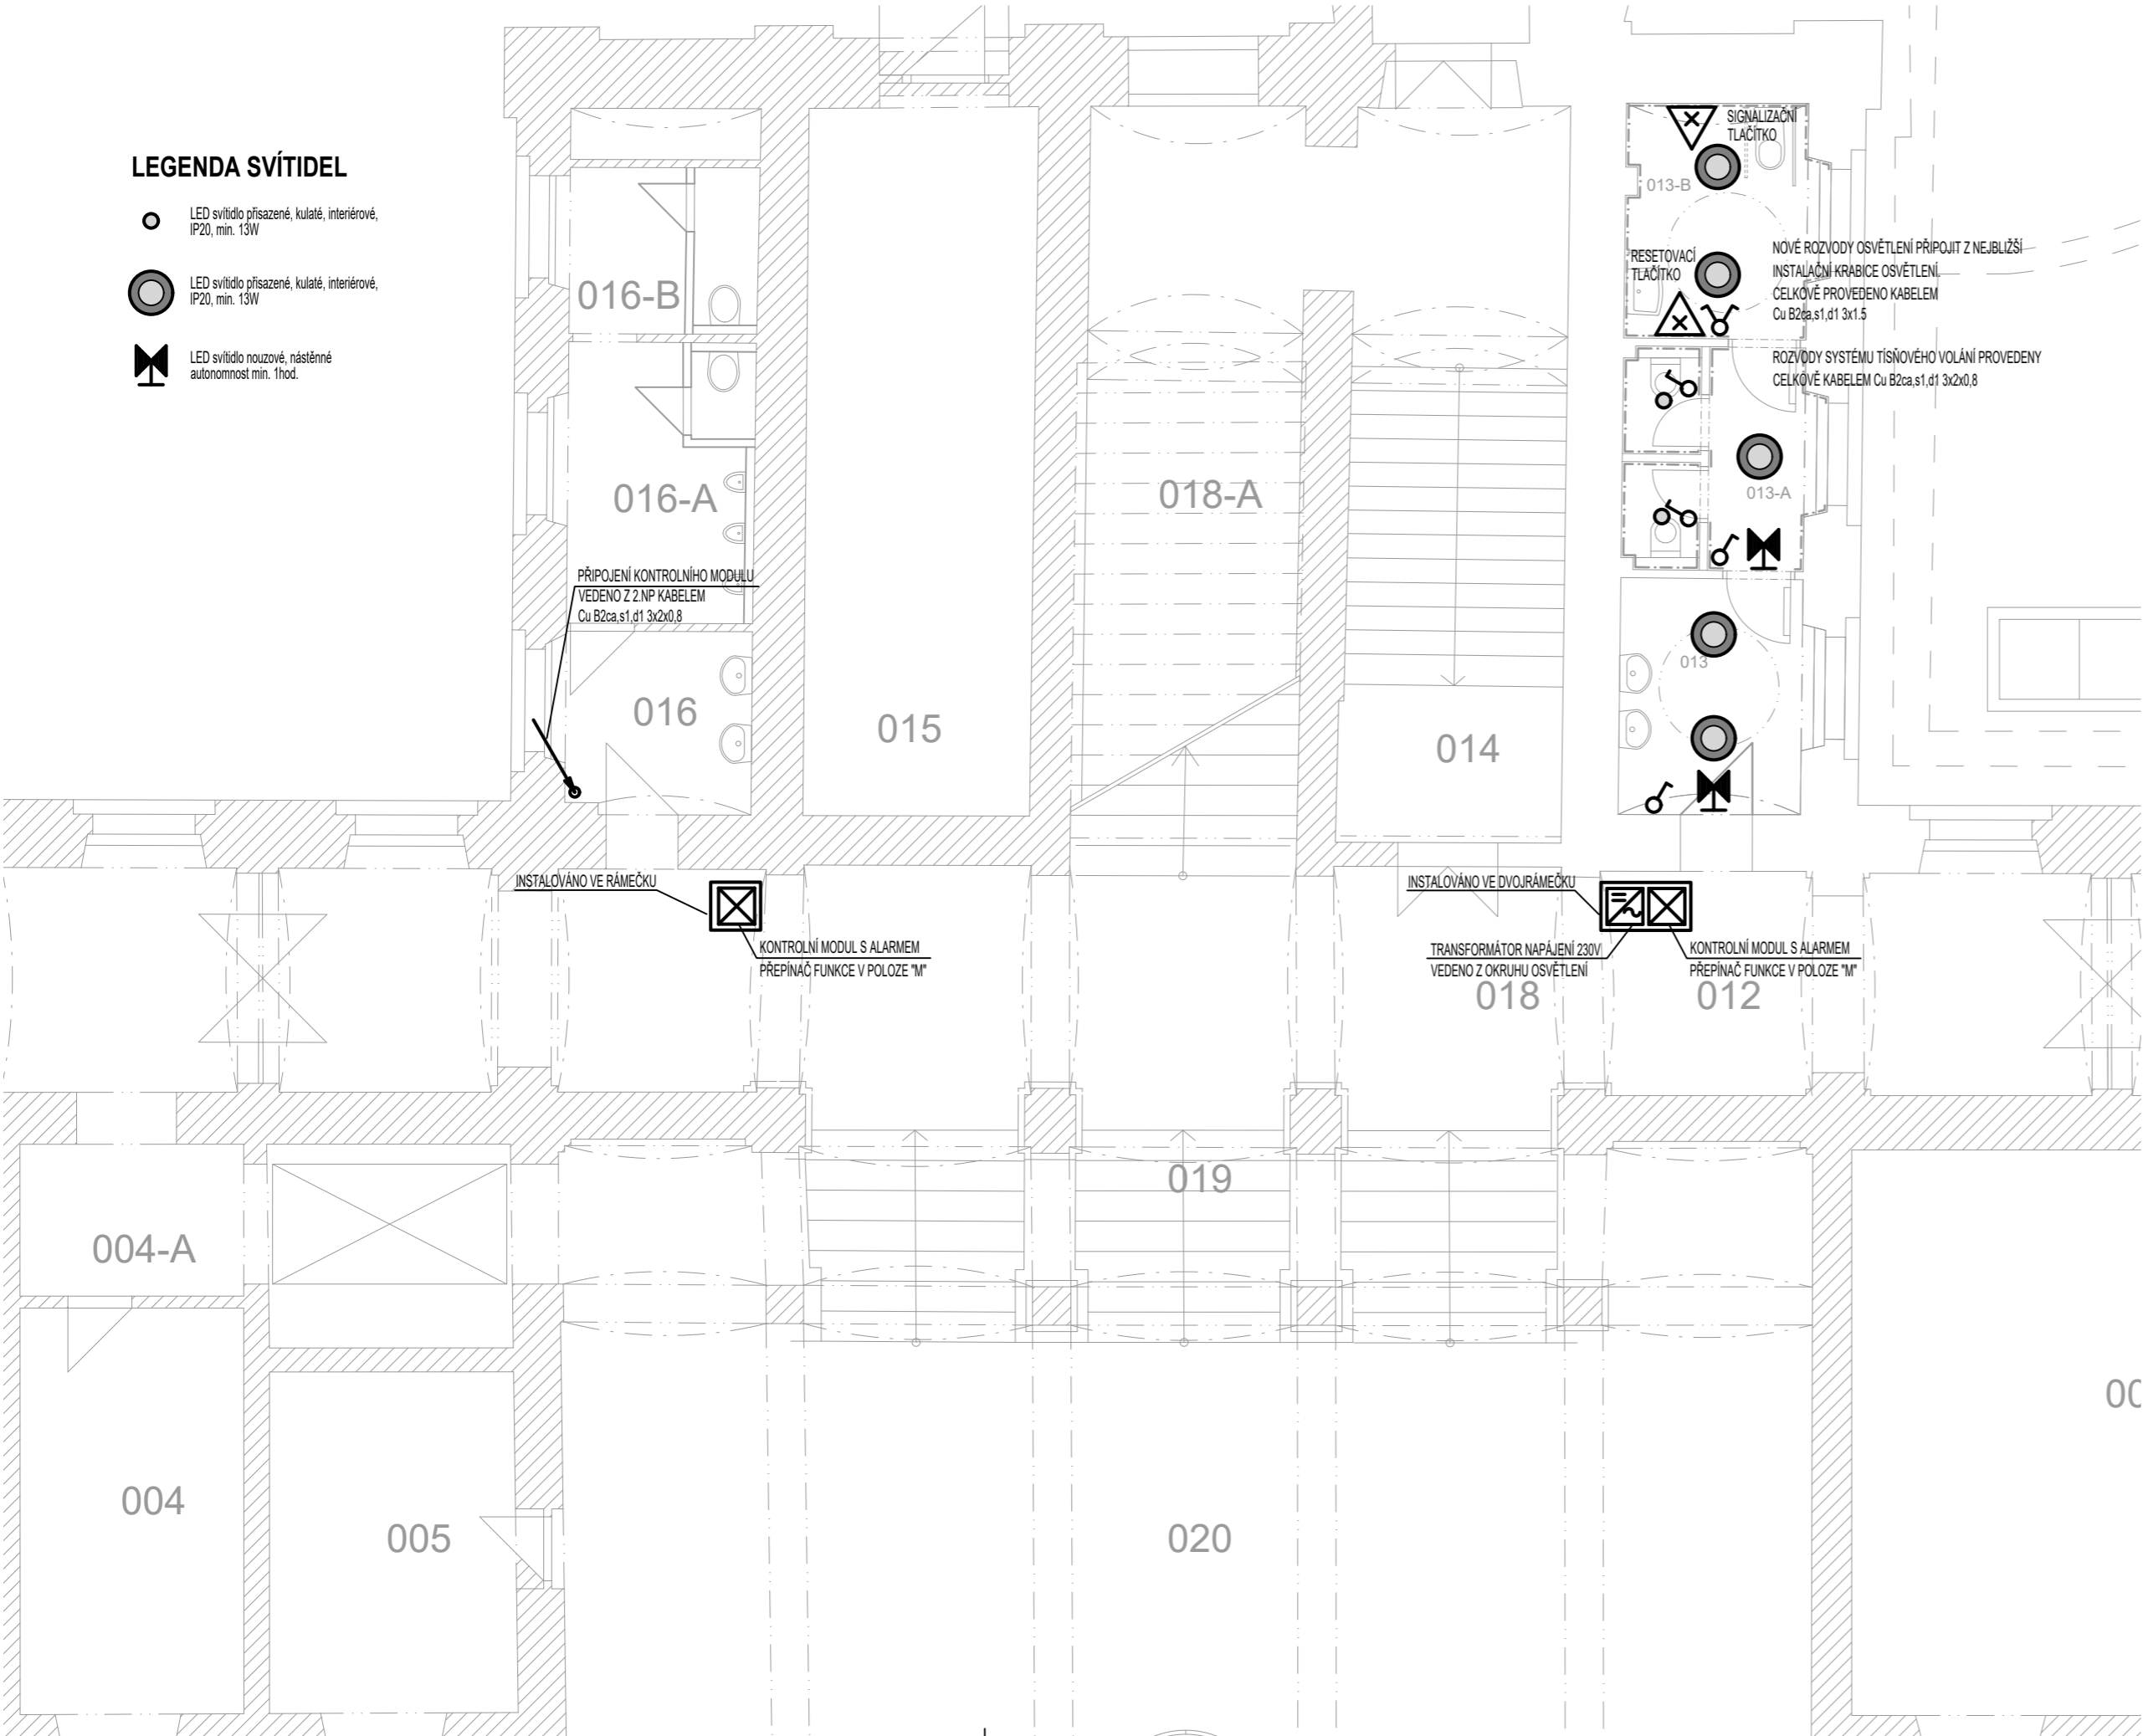 LEGENDA SVÍTIDEL
LED svítidlo přisazené, kulaté, interiérové,
IP20, min. 13W
LED svítidlo přisazené, kulaté, interiérové,
IP20, min. 13W
LED svítidlo nouzové, nástěnné
autonomnost min. 1hod.
SIGNALIZAČNÍ
TLAČÍTKO
013-B
RESETOVACÍ
TLAČÍTKO
NOVÉ ROZVODY OSVĚTLENÍ PŘIPOJIT Z NEJBLIŽŠÍ
INSTALAČNÍ KRABICE OSVĚTLENÍ.
CELKOVĚ PROVEDENO KABELEM
Cu B2ca,s1,d1 3x1.5
ROZVODY SYSTÉMU TÍSŇOVÉHO VOLÁNÍ PROVEDENY
CELKOVĚ KABELEM Cu B2ca,s1,d1 3x2x0,8
016-B
016-A
018-A
013-A
PŘIPOJENÍ KONTROLNÍHO MODULU
VEDENO Z 2.NP KABELEM
Cu B2ca,s1,d1 3x2x0,8
016
015
014
013
INSTALOVÁNO VE RÁMEČKU
KONTROLNÍ MODUL S ALARMEM
PŘEPÍNAČ FUNKCE V POLOZE "M"
INSTALOVÁNO VE DVOJRÁMEČKU
TRANSFORMÁTOR NAPÁJENÍ 230V
VEDENO Z OKRUHU OSVĚTLENÍ
KONTROLNÍ MODUL S ALARMEM
PŘEPÍNAČ FUNKCE V POLOZE "M"
018
012
019
004-A
004
005
020
00